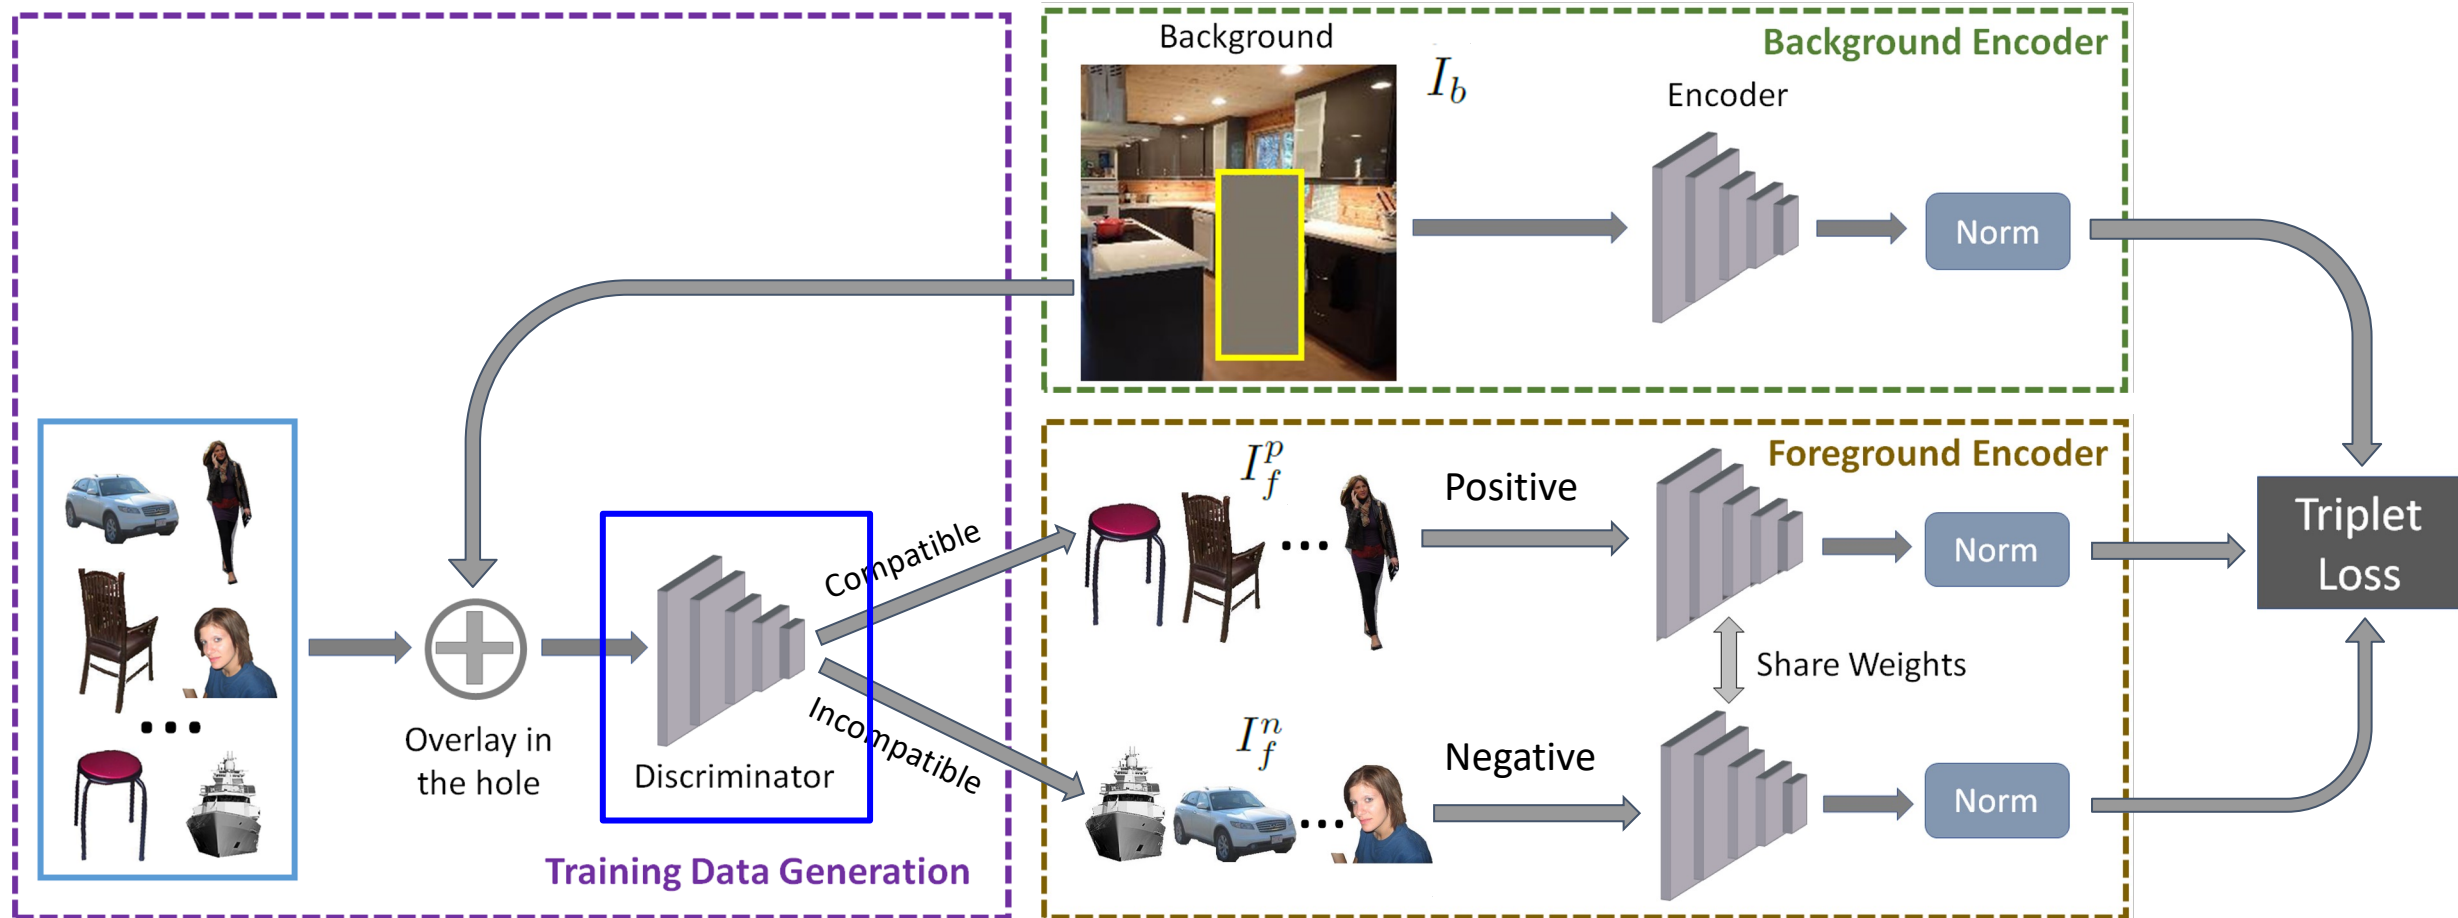 Background
Background Encoder
I_b
Encoder
Norm
Foreground Encoder
I_f^p
Positive
Norm
Triplet
Loss
Compatible
Share Weights
Incompatible
Overlay in
the hole
Discriminator
I_f^n
Negative
Norm
Training Data Generation